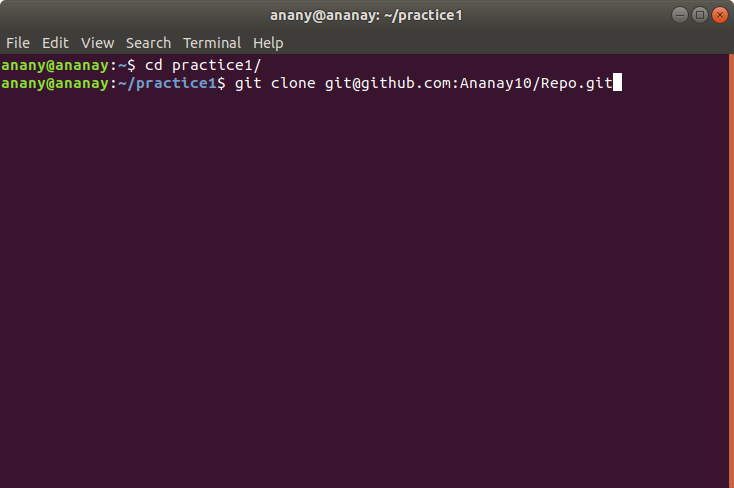 anany@ananay: ~/practice1
File Edit View Search Terminal Help
anany@ananay:~$ cd practice1/
anany@ananay:~/practice1$ git clone git@github.com:Ananay10/Repo.git